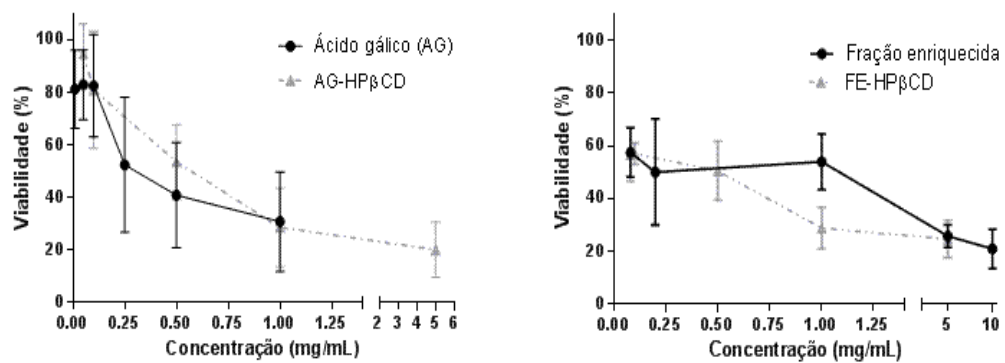 Viabilidade (%)
100
80
60
40
20
0
Ácido gálico (AG)
AG-HPβCD
0.00 0.25 0.50 0.75 1.00 1.25 2 3 4 5 6
Concentração (mg/mL)
Viabilidade (%)
100
80
60
40
20
0
Fração enriquecida
FE-HPβCD
0.00 0.25 0.50 0.75 1.00 1.25 5 10
Concentração (mg/mL)